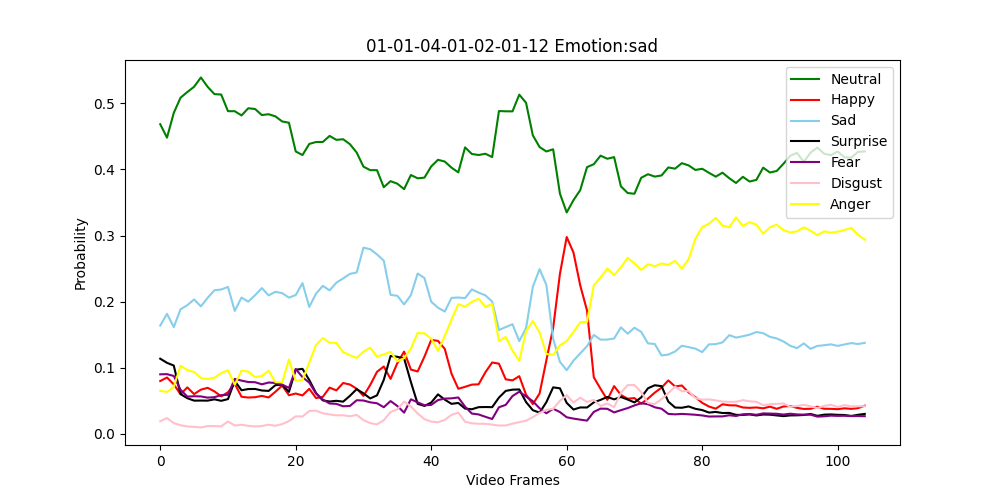 01-01-04-01-02-01-12 Emotion:sad
Neutral
Happy
Sad
Surprise
Fear
Disgust
Anger
Probability
0.5
0.4
0.3
0.2
0.1
0.0
0 20 40 60 80 100
Video Frames